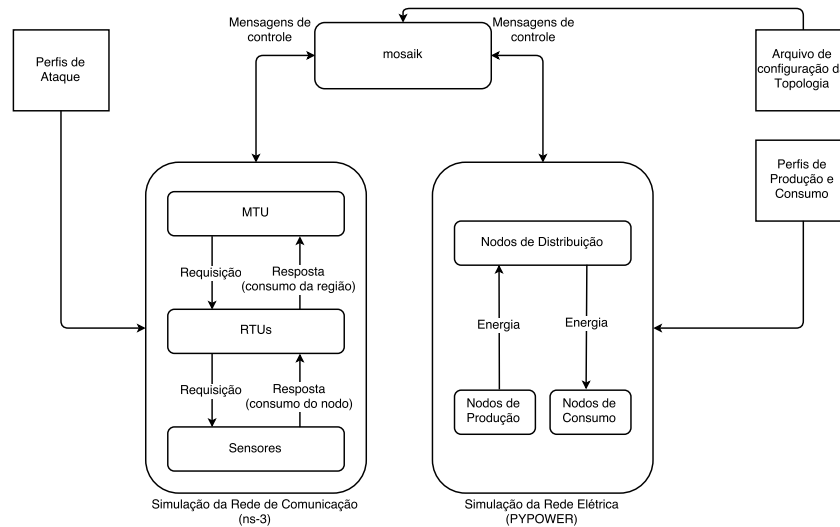 Mensagens de
controle
mosaik
Mensagens de
controle
Perfis de
Ataque
Arquivo de
configuração da
Topologia
Perfis de
Produção e
Consumo
MTU
Requisição
Resposta
(consumo da região)
RTUs
Requisição
Resposta
(consumo do nodo)
Sensores
Simulação da Rede de Comunicação
(ns-3)
Nodos de Distribuição
Energia
Energia
Nodos de
Produção
Nodos de
Consumo
Simulação da Rede Elétrica
(PYPOWER)